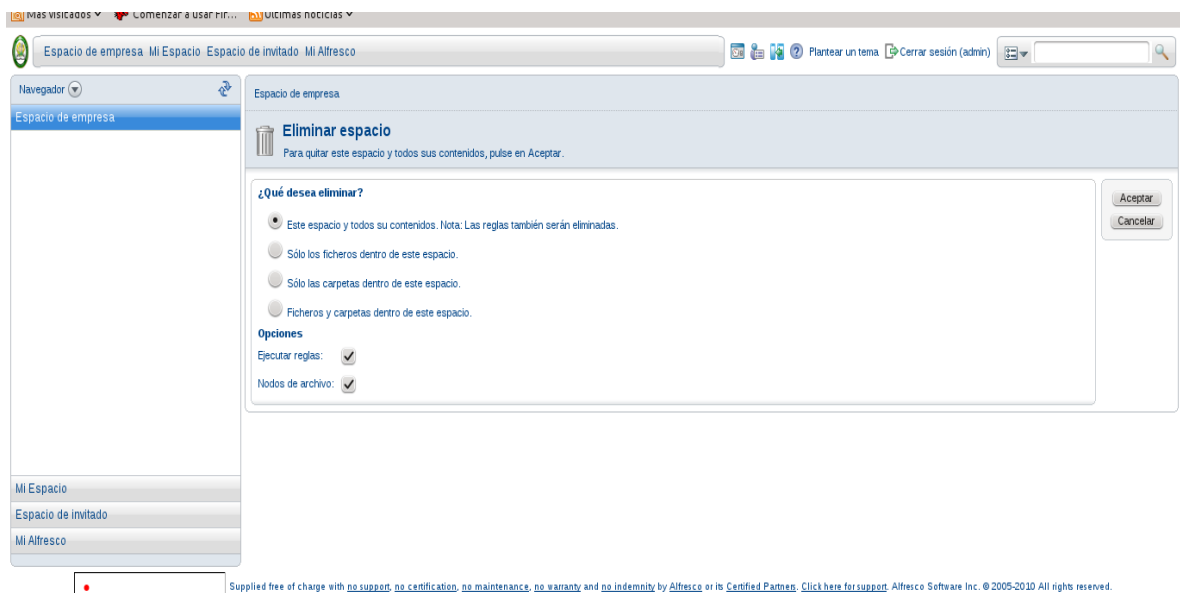 Más visitados Comenzar a usar Fir... Últimas noticias
Espacio de empresa Mi Espacio Espacio de invitado Mi Alfresco
Plantear un tema Cerrar sesión (admin)
Navegador
Espacio de empresa
Espacio de empresa
Eliminar espacio
Para quitar este espacio y todos sus contenidos, pulse en Aceptar.
¿Qué desea eliminar?
Este espacio y todos su contenidos. Nota: Las reglas también serán eliminadas.
Sólo los ficheros dentro de este espacio.
Sólo las carpetas dentro de este espacio.
Ficheros y carpetas dentro de este espacio.
Opciones
Ejecutar reglas:
Nodos de archivo:
Aceptar
Cancelar
Mi Espacio
Espacio de invitado
Mi Alfresco
Supplied free of charge with no support, no certification, no maintenance, no warranty and no indemnity by Alfresco or its Certified Partners. Click here for support. Alfresco Software Inc. © 2005-2010 All rights reserved.